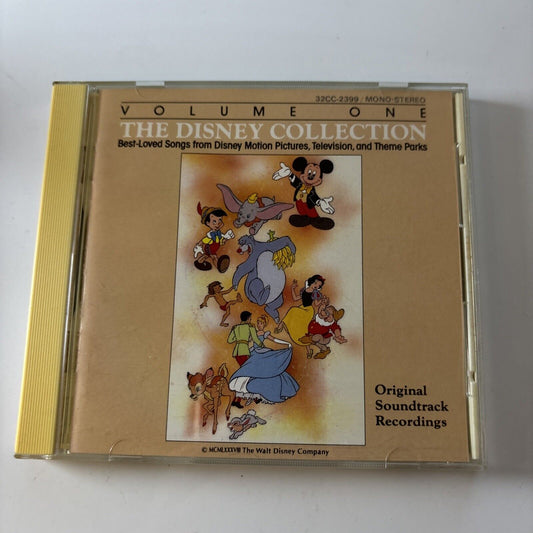 32CC-2399 / MONO-STEREO
VOLUME ONE
THE DISNEY COLLECTION
Best-Loved Songs from Disney Motion Pictures, Television, and Theme Parks
Original
Soundtrack
Recordings
© MCMLXXXVIII The Walt Disney Company